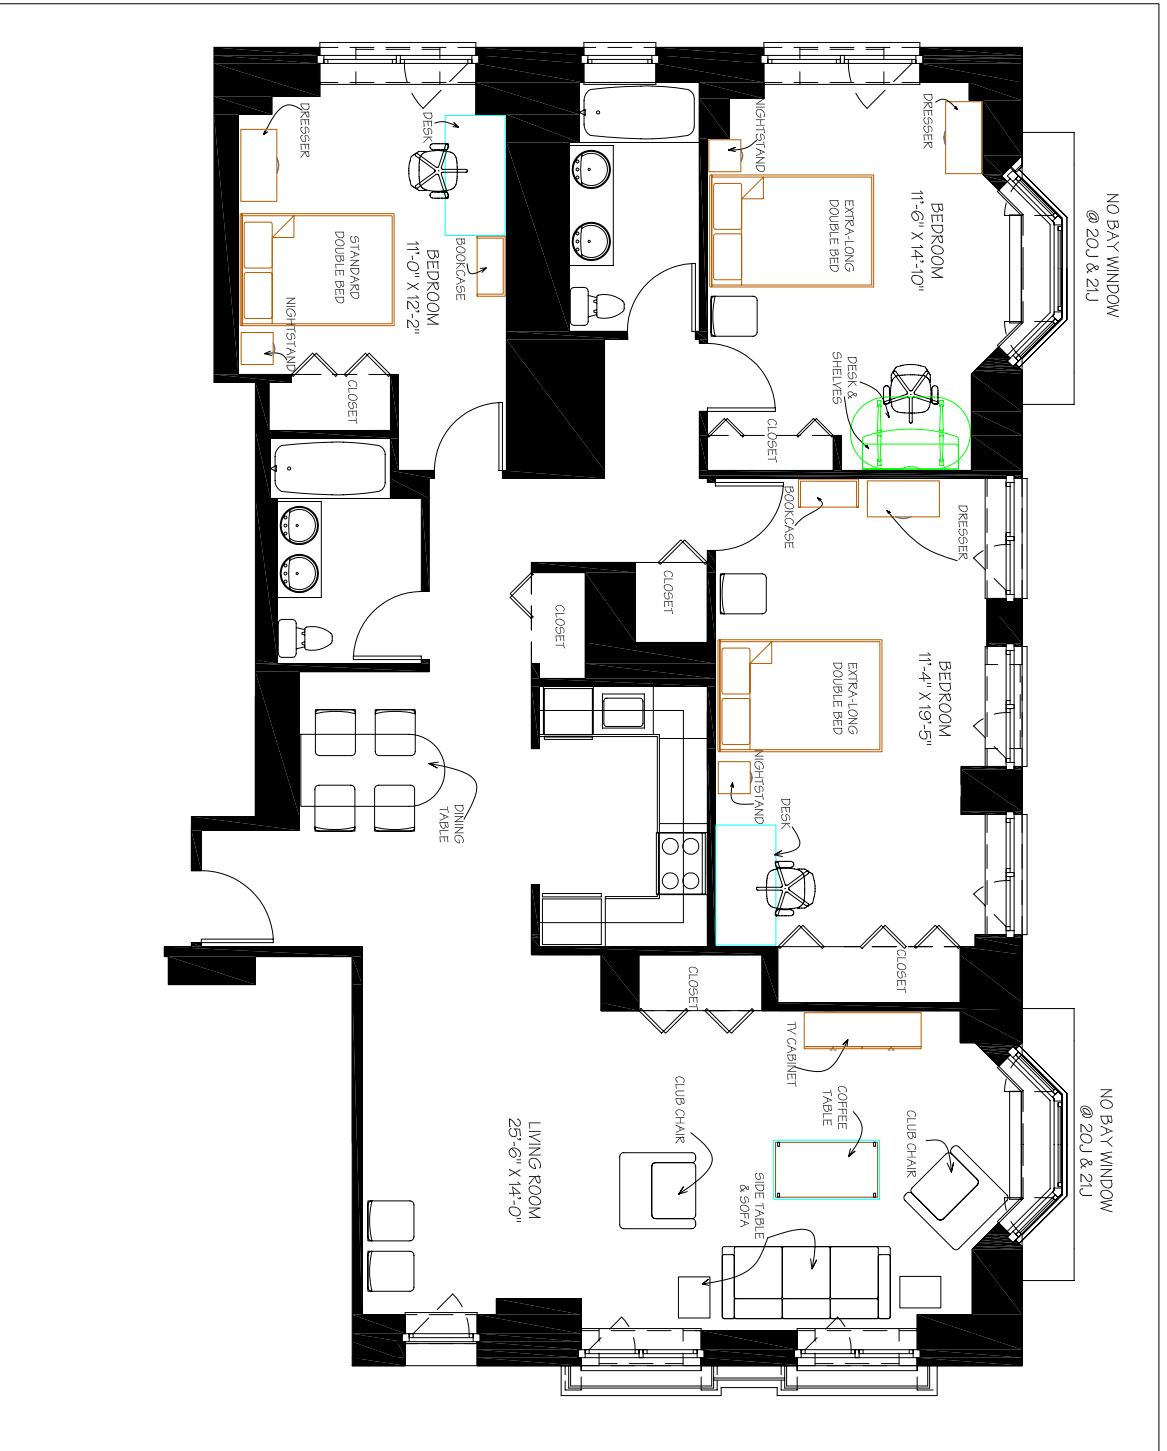 NO BAY WINDOW
@ 20J & 21J
DRESSER
NIGHTSTAND
BEDROOM
11'-6" X 14'-10"
EXTRA-LONG
DOUBLE BED
DESK &
SHELVES
CLOSET
DRESSER
DESK
BOOKCASE
BEDROOM
11'-0" X 12'-2"
STANDARD
DOUBLE BED
NIGHTSTAND
CLOSET
DRESSER
BOOKCASE
BEDROOM
11'-4" X 19'-5"
EXTRA-LONG
DOUBLE BED
NIGHTSTAND
DESK
CLOSET
CLOSET
CLOSET
DINING
TABLE
CLOSET
NO BAY WINDOW
@ 20J & 21J
TV CABINET
COFFEE
TABLE
CLUB CHAIR
CLUB CHAIR
SIDE TABLE
& SOFA
LIVING ROOM
25'-6" X 14'-0"